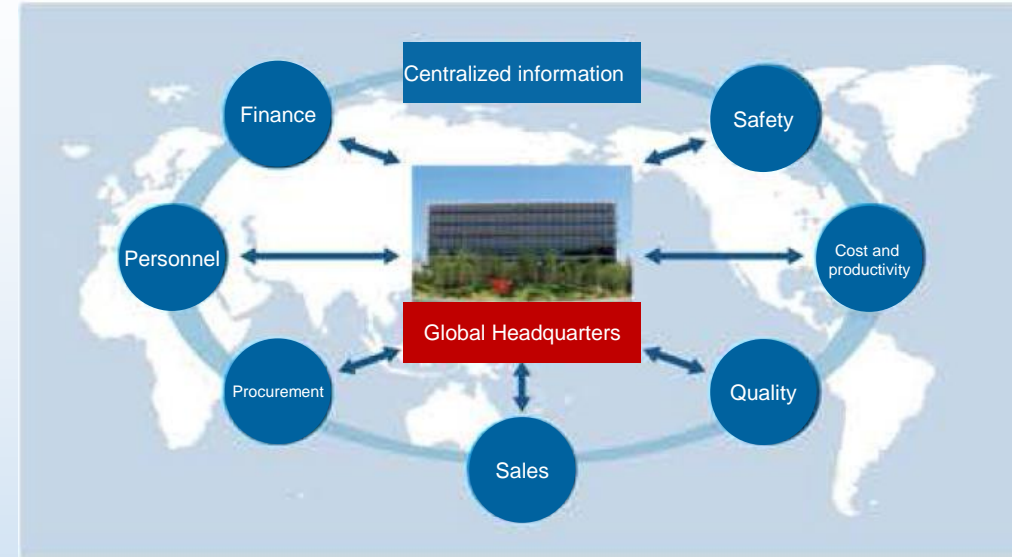 Centralized information
Finance
Safety
Personnel
Cost and
productivity
Global Headquarters
Procurement
Quality
Sales